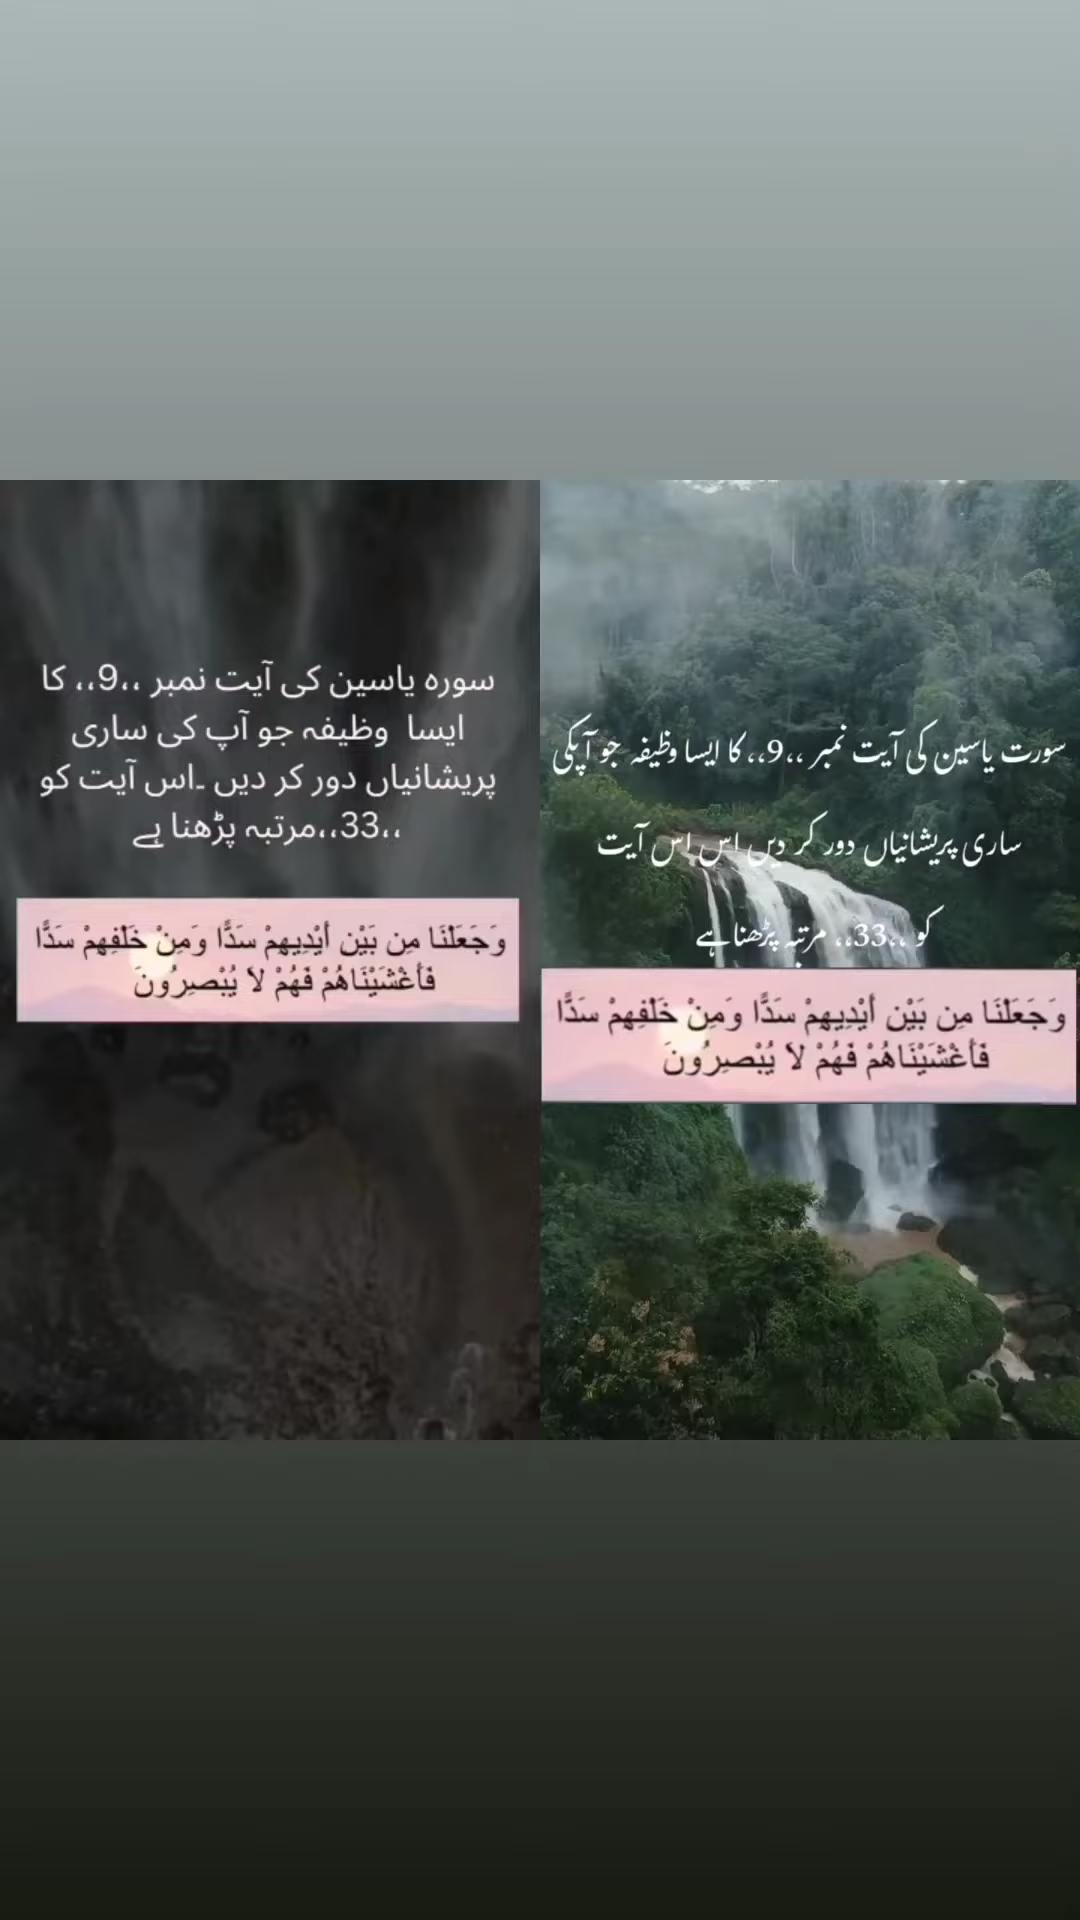 سورہ یاسین کی آیت نمبر ،،9،، کا
ایسا وظیفہ جو آپ کی ساری
پریشانیاں دور کر دیں ۔اس آیت کو
،،33،،مرتبہ پڑھنا ہے
وَجَعَلْنَا مِن بَيْنِ أَيْدِيهِمْ سَدًّا وَمِنْ خَلْفِهِمْ سَدًّا
فَأَغْشَيْنَاهُمْ فَهُمْ لاَ يُبْصِرُونَ
سورت یاسین کی آیت نمبر ،،9،، کا ایسا وظیفہ جو آپکی
ساری پریشانیاں دور کر دیں اس اس آیت
کو ،،33،، مرتبہ پڑھنا ہے
وَجَعَلْنَا مِن بَيْنِ أَيْدِيهِمْ سَدًّا وَمِنْ خَلْفِهِمْ سَدًّا
فَأَغْشَيْنَاهُمْ فَهُمْ لاَ يُبْصِرُونَ